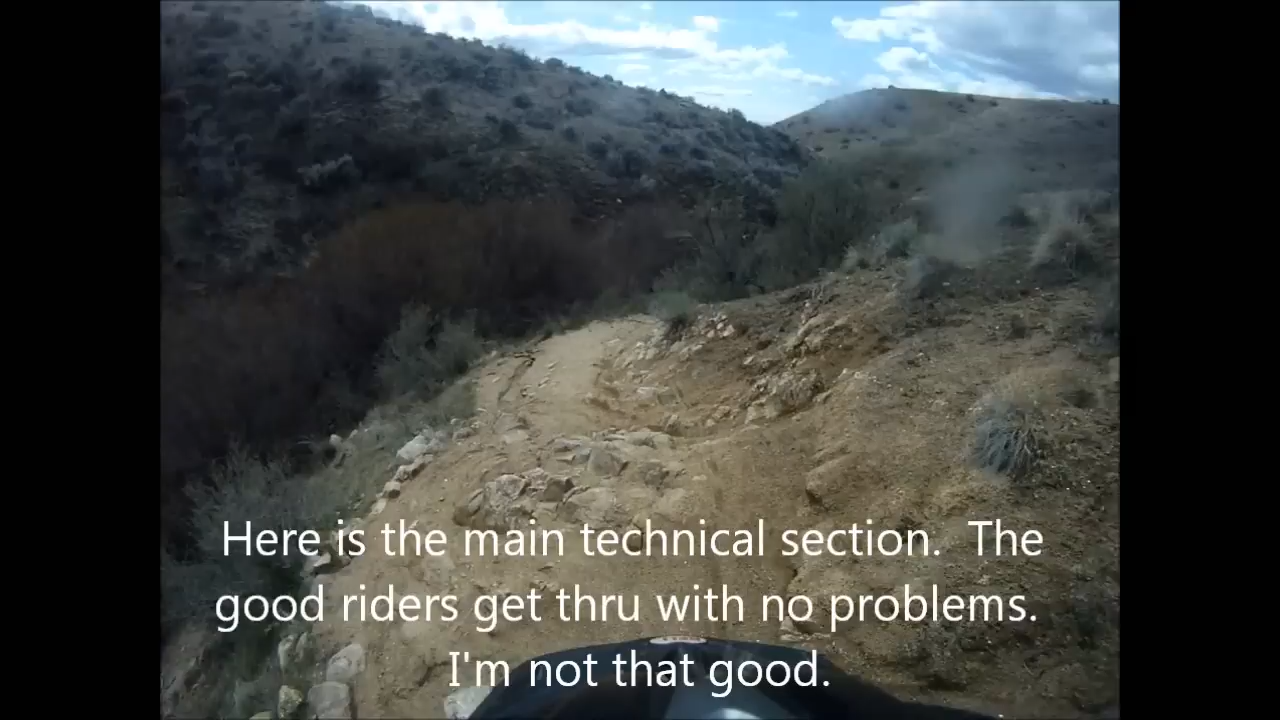 Here is the main technical section.  The
good riders get thru with no problems.
I'm not that good.